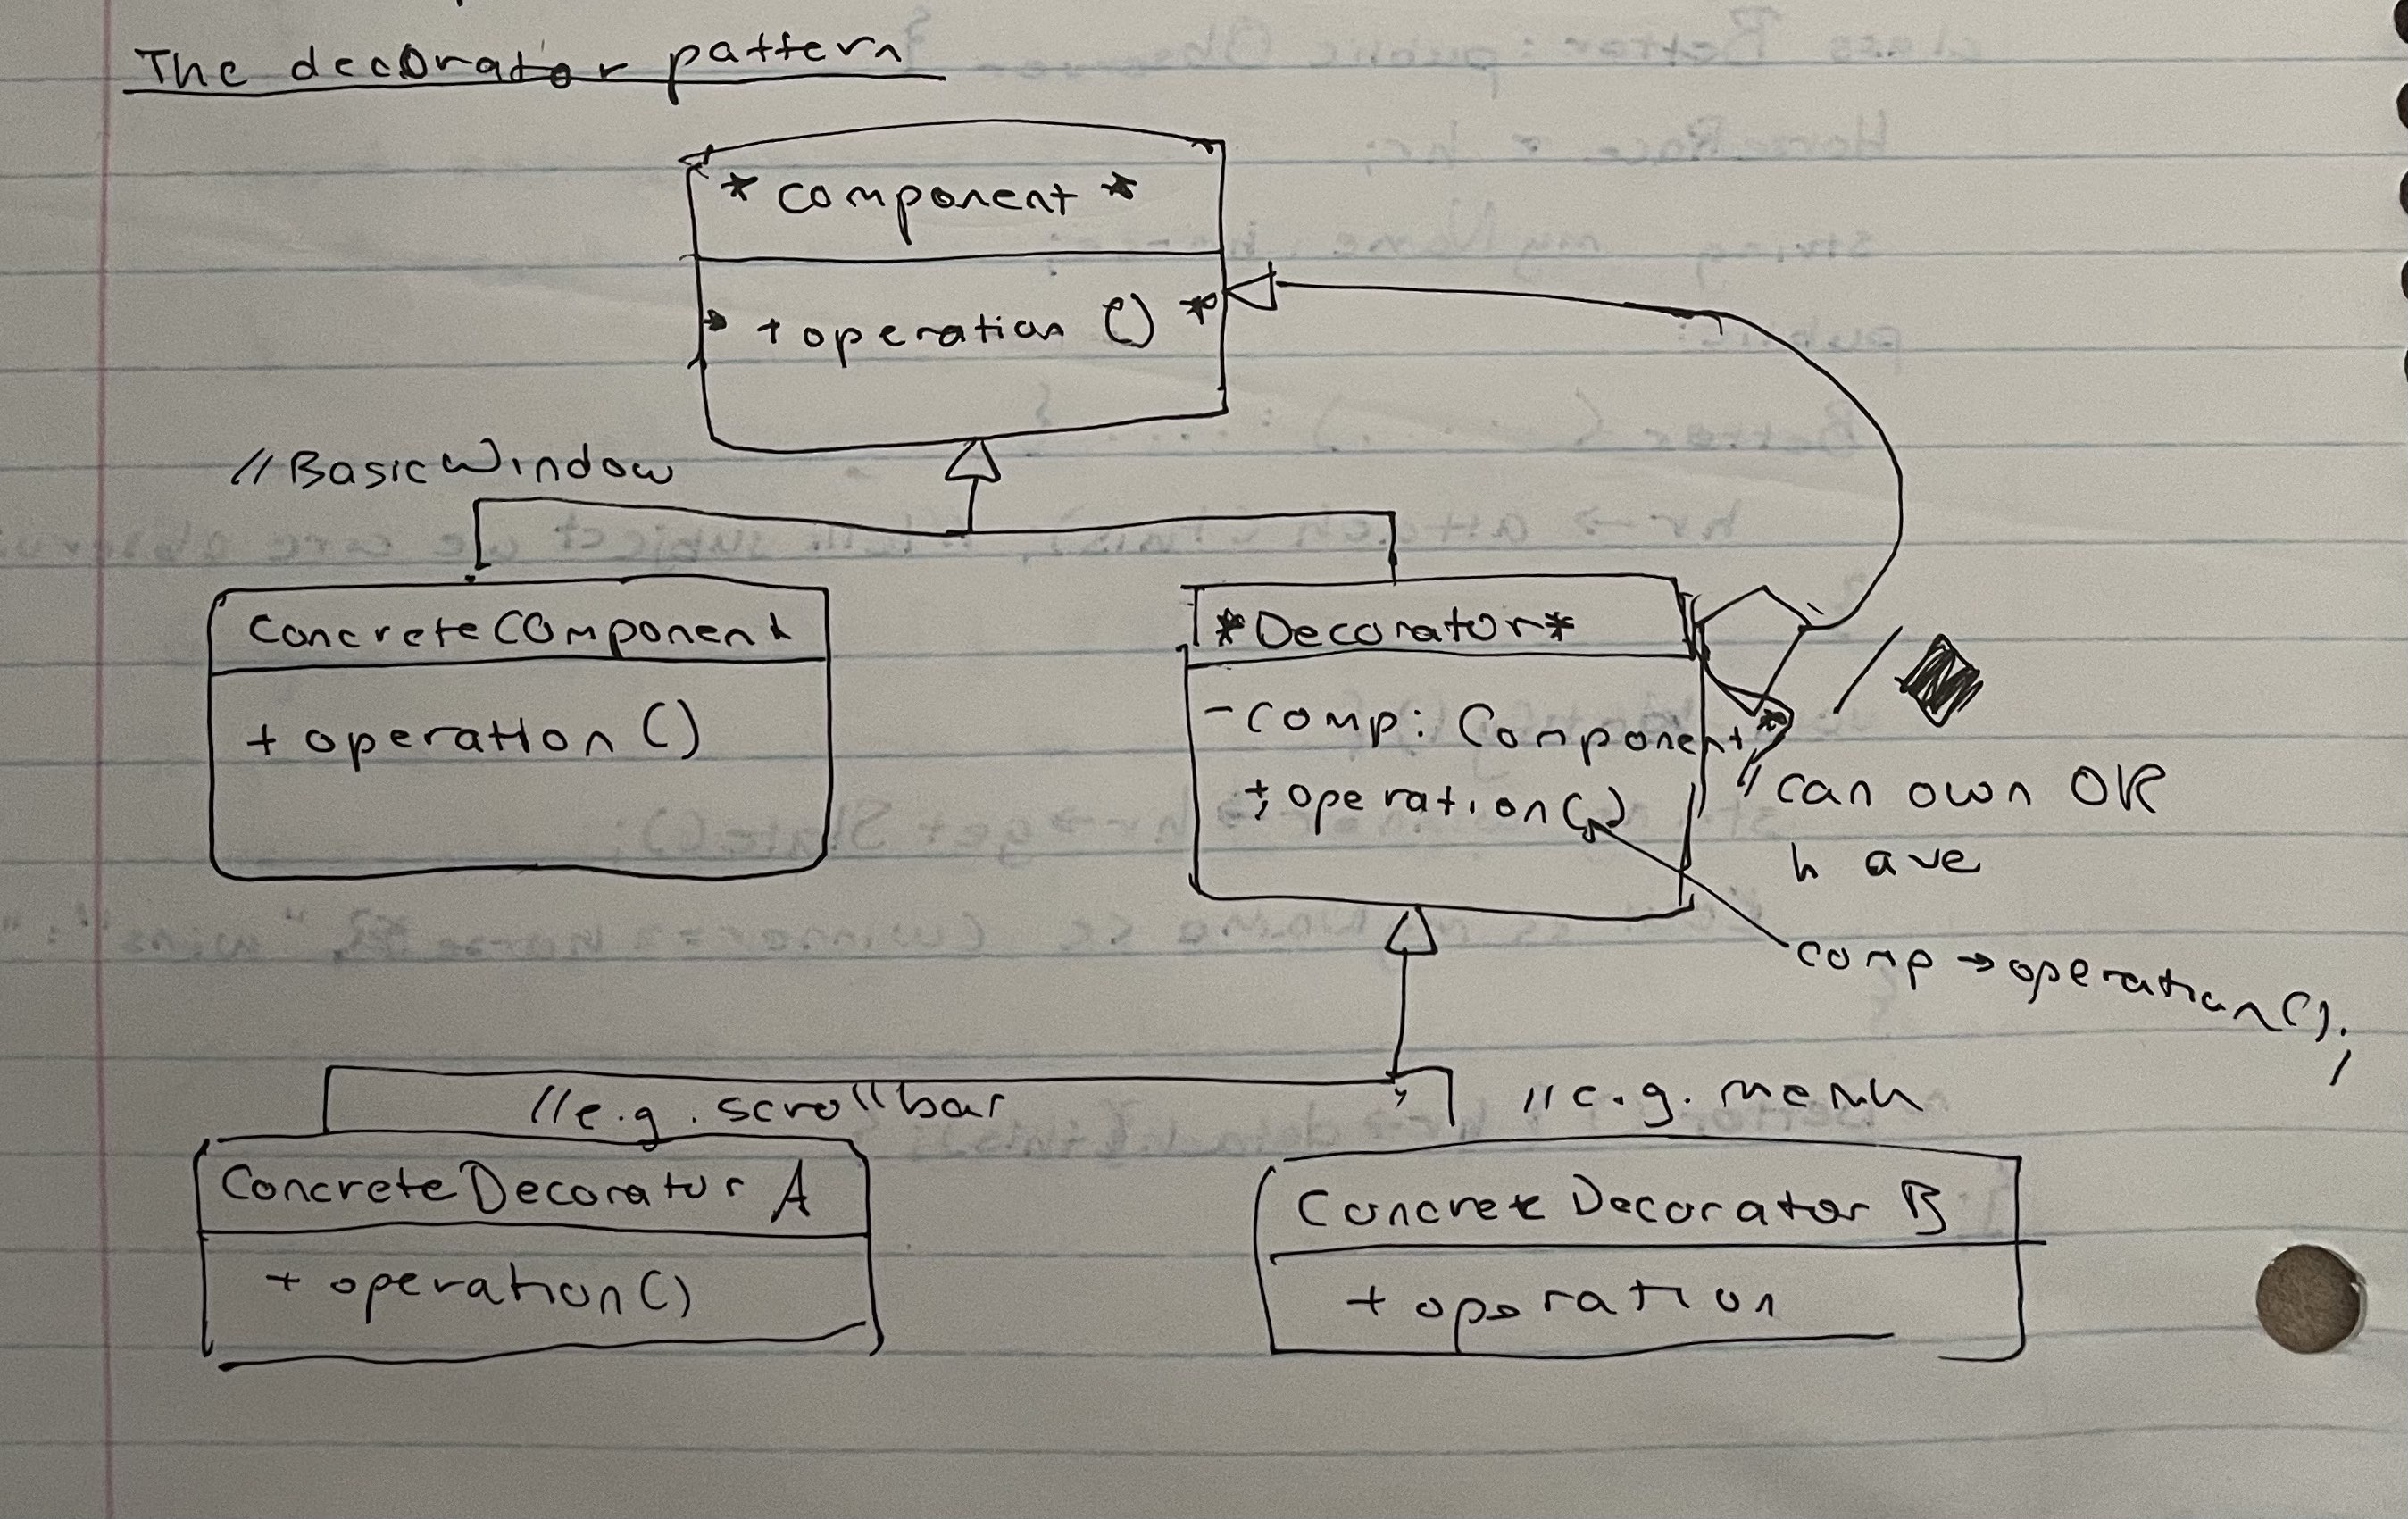 The decorator pattern
* component *
* + operation () *
// BasicWindow
ConcreteComponent
+ operation ()
*Decorator*
- comp: Component*
+ operation()
// can own OR
have
comp → operation();
//e.g. scrollbar
//e.g. menu
ConcreteDecorator A
+ operation()
Concrete Decorator B
+ operation